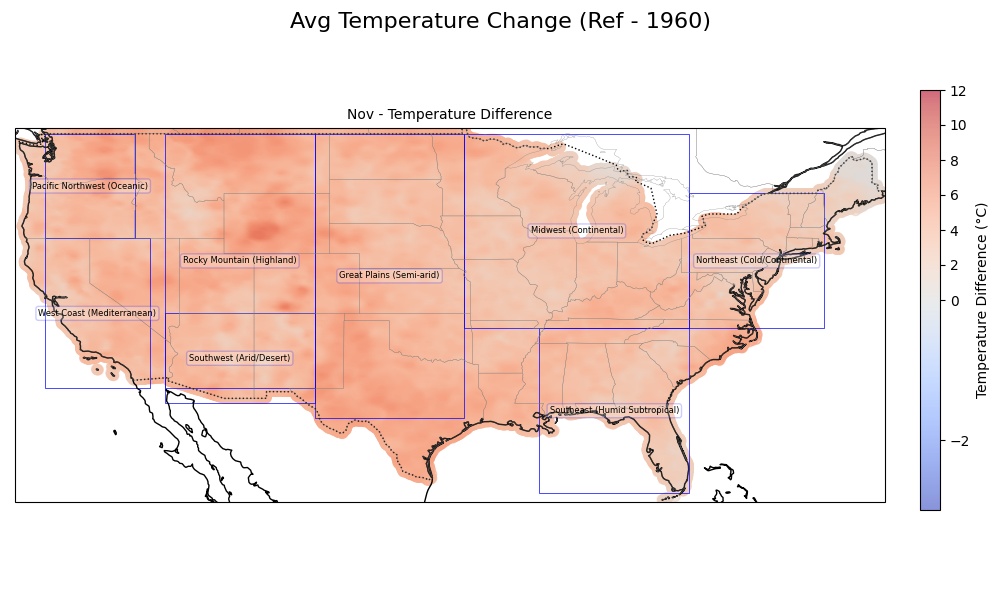 Avg Temperature Change (Ref - 1960)
Nov - Temperature Difference
Pacific Northwest (Oceanic)
Midwest (Continental)
Rocky Mountain (Highland)
Northeast (Cold/Continental)
Great Plains (Semi-arid)
West Coast (Mediterranean)
Southwest (Arid/Desert)
Southeast (Humid Subtropical)
12
10
8
6
4
2
0
−2
Temperature Difference (°C)